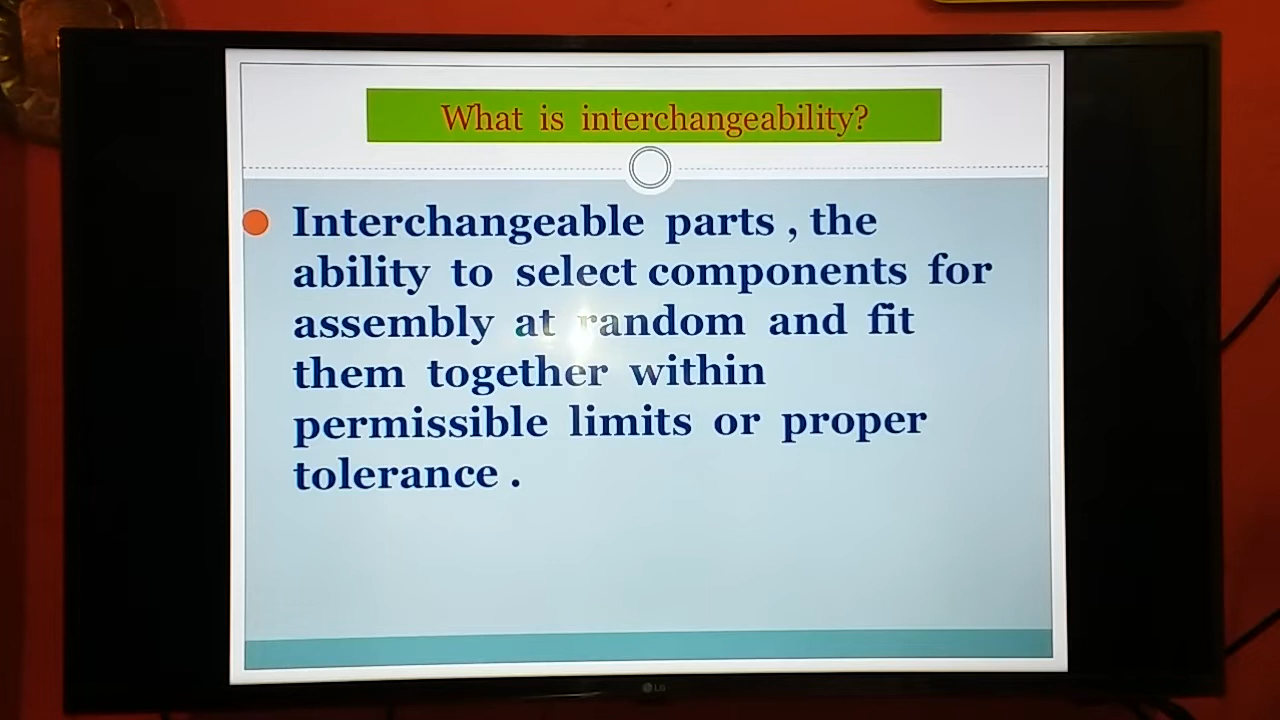 What is interchangeability?
Interchangeable parts , the
ability to select components for
assembly at random and fit
them together within
permissible limits or proper
tolerance .
LG